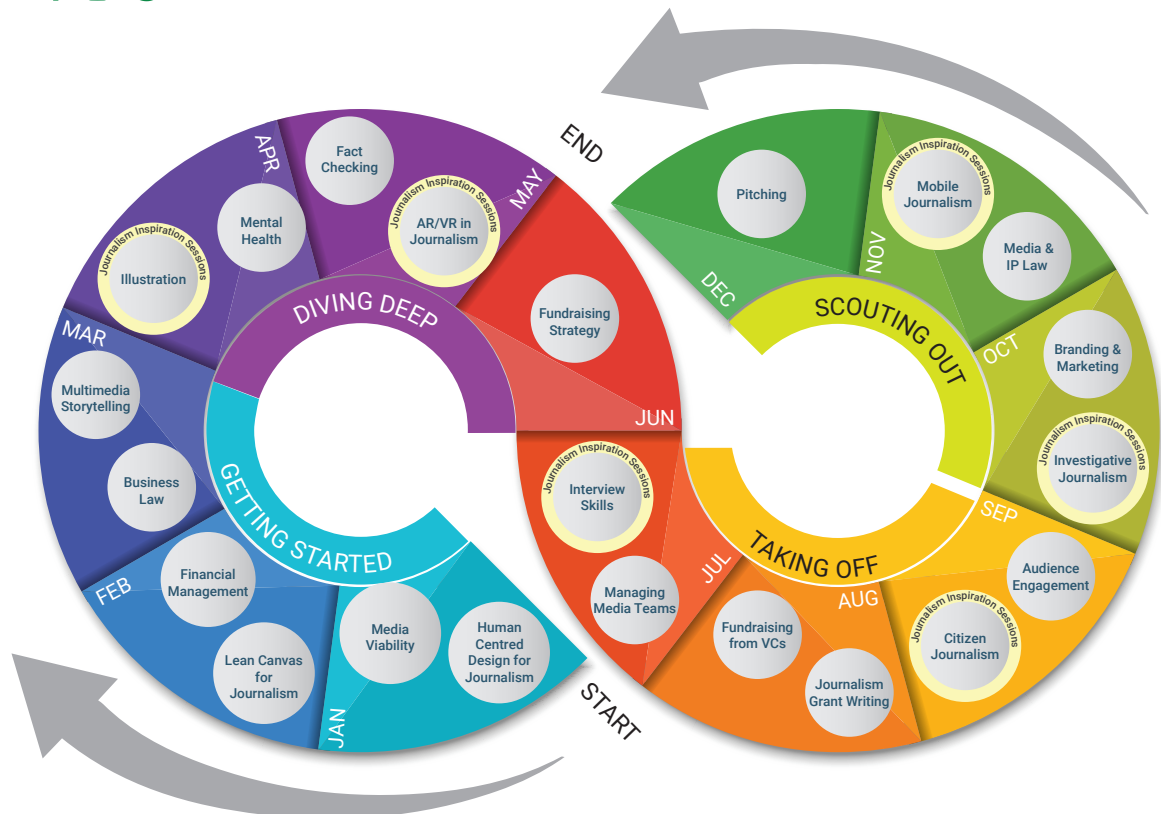 START
JAN
Human
Centred
Design for
Journalism
Media
Viability
FEB
Lean Canvas
for
Journalism
Financial
Management
GETTING STARTED
MAR
Business
Law
Multimedia
Storytelling
APR
Journalism Inspiration Sessions
Illustration
Mental
Health
DIVING DEEP
MAY
Fact
Checking
Journalism Inspiration Sessions
AR/VR in
Journalism
JUN
Fundraising
Strategy
JUL
Journalism Inspiration Sessions
Interview
Skills
Managing
Media Teams
AUG
Fundraising
from VCs
Journalism
Grant Writing
TAKING OFF
SEP
Journalism Inspiration Sessions
Citizen
Journalism
Audience
Engagement
OCT
Journalism Inspiration Sessions
Investigative
Journalism
Branding &
Marketing
SCOUTING OUT
NOV
Media &
IP Law
Journalism Inspiration Sessions
Mobile
Journalism
DEC
Pitching
END